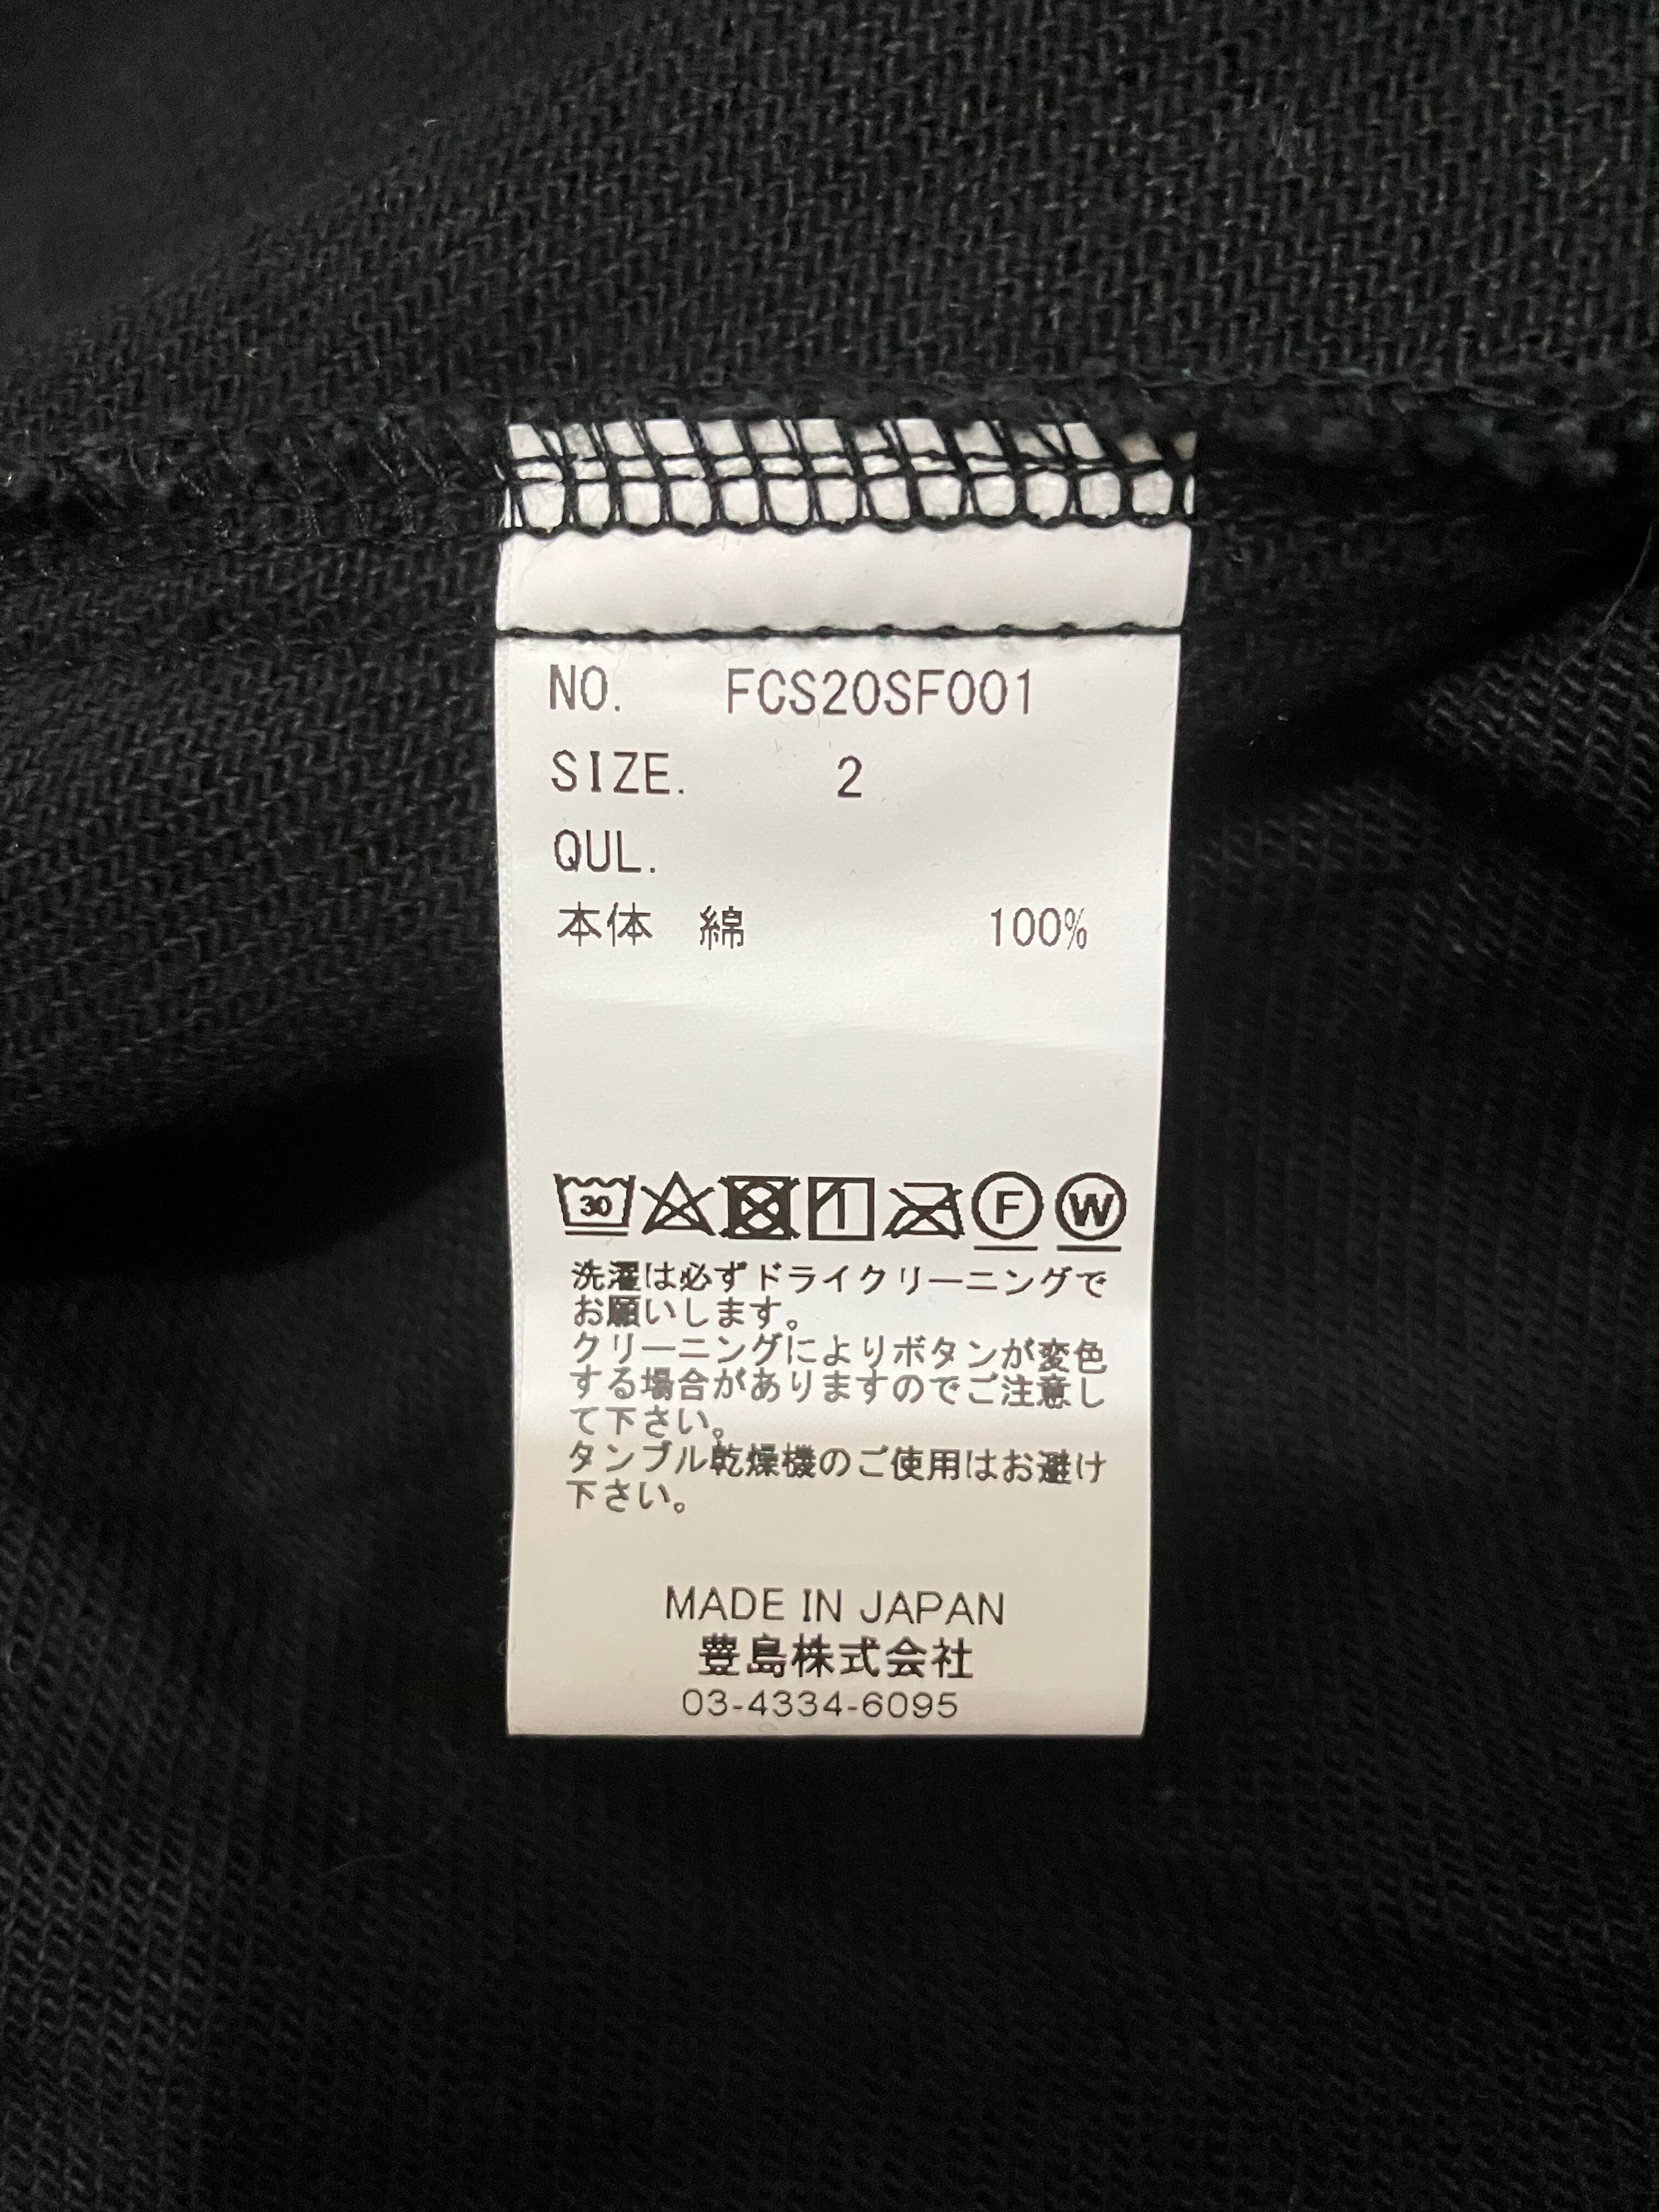 NO. FCS20SF001
SIZE. 2
QUL.
本体 綿 100%
30 F W
洗濯は必ずドライクリーニングで
お願いします。
クリーニングによりボタンが変色
する場合がありますのでご注意し
て下さい。
タンブル乾燥機のご使用はお避け
下さい。
MADE IN JAPAN
豊島株式会社
03-4334-6095